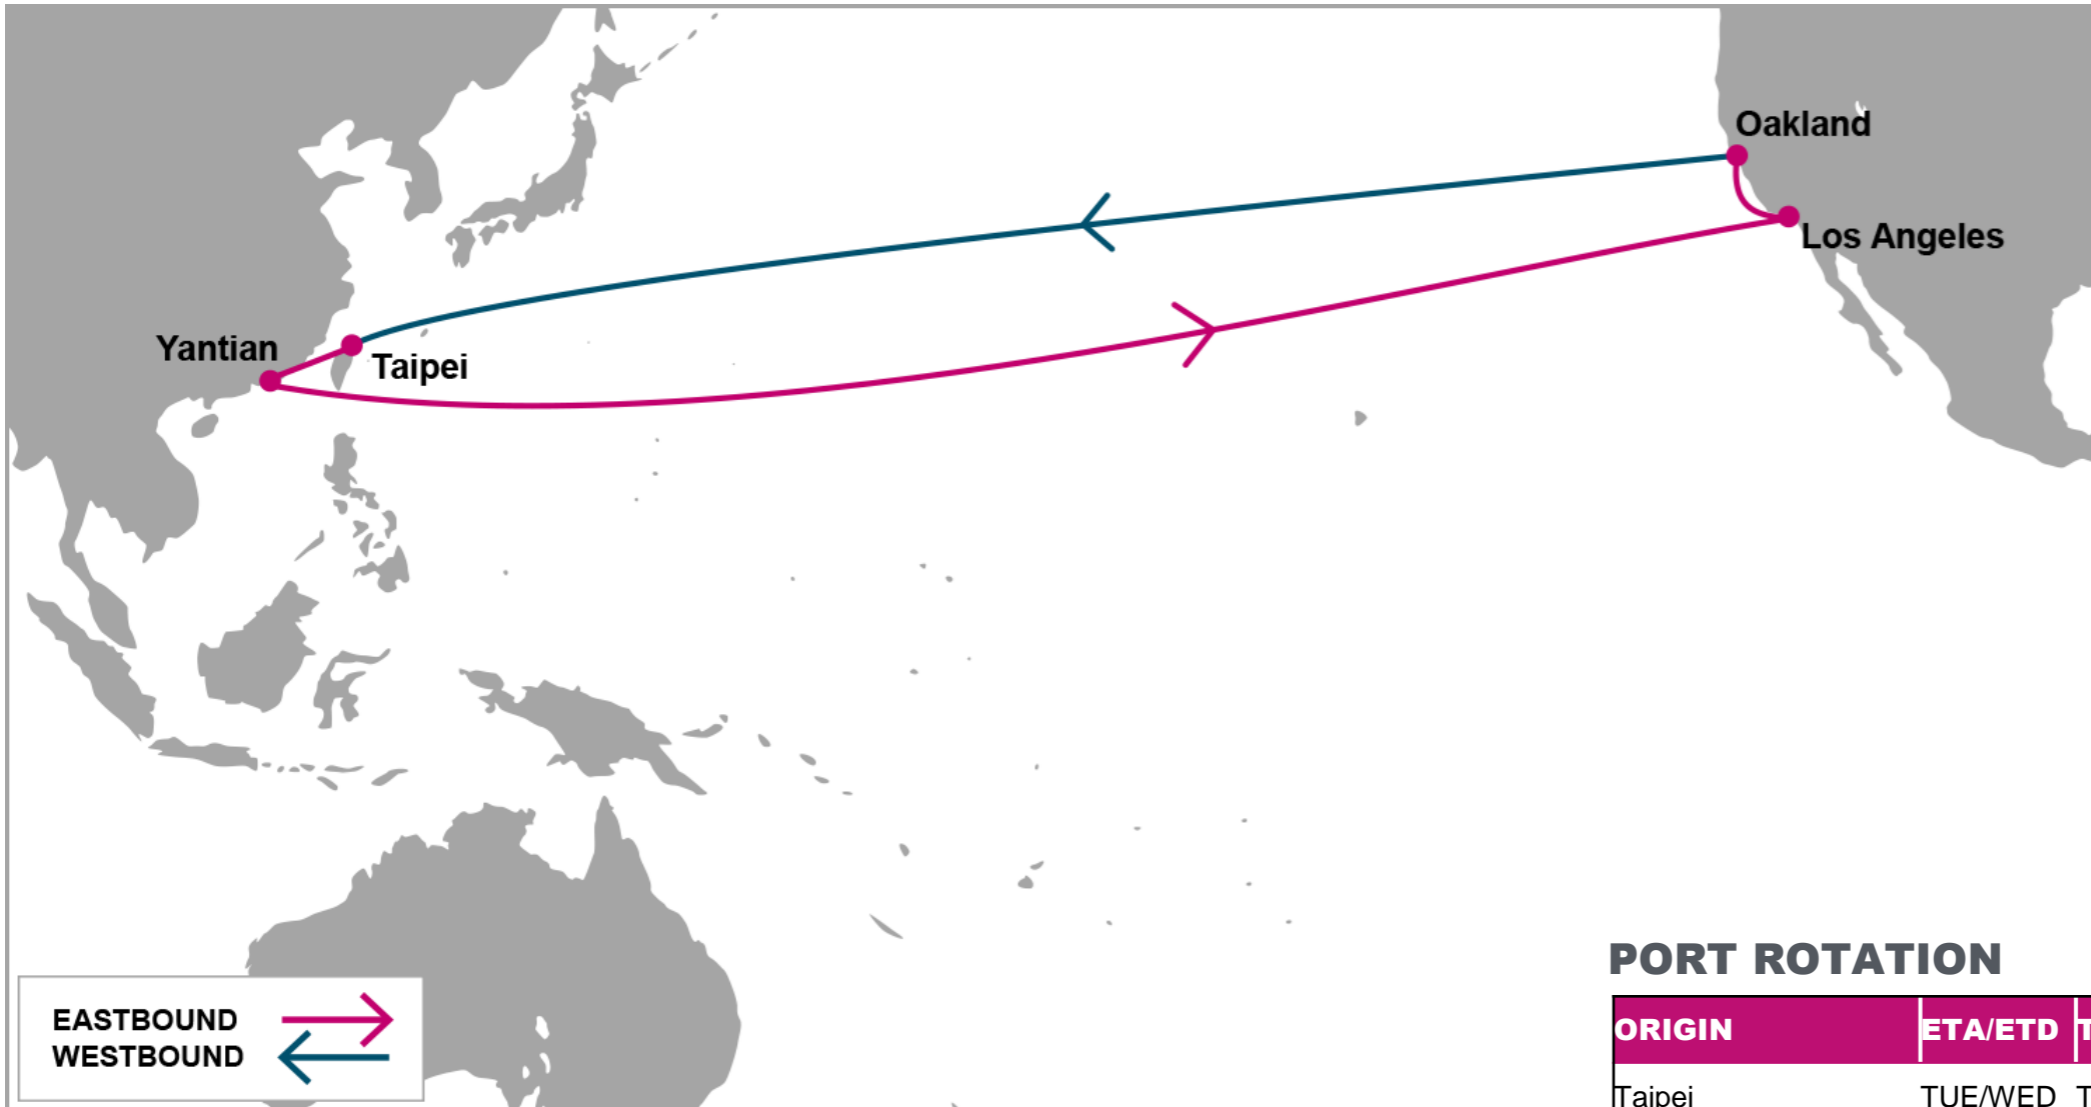 Oakland
Los Angeles
Yantian
Taipei
EASTBOUND
WESTBOUND
PORT ROTATION
ORIGIN ETA/ETD
Taipei TUE/WED